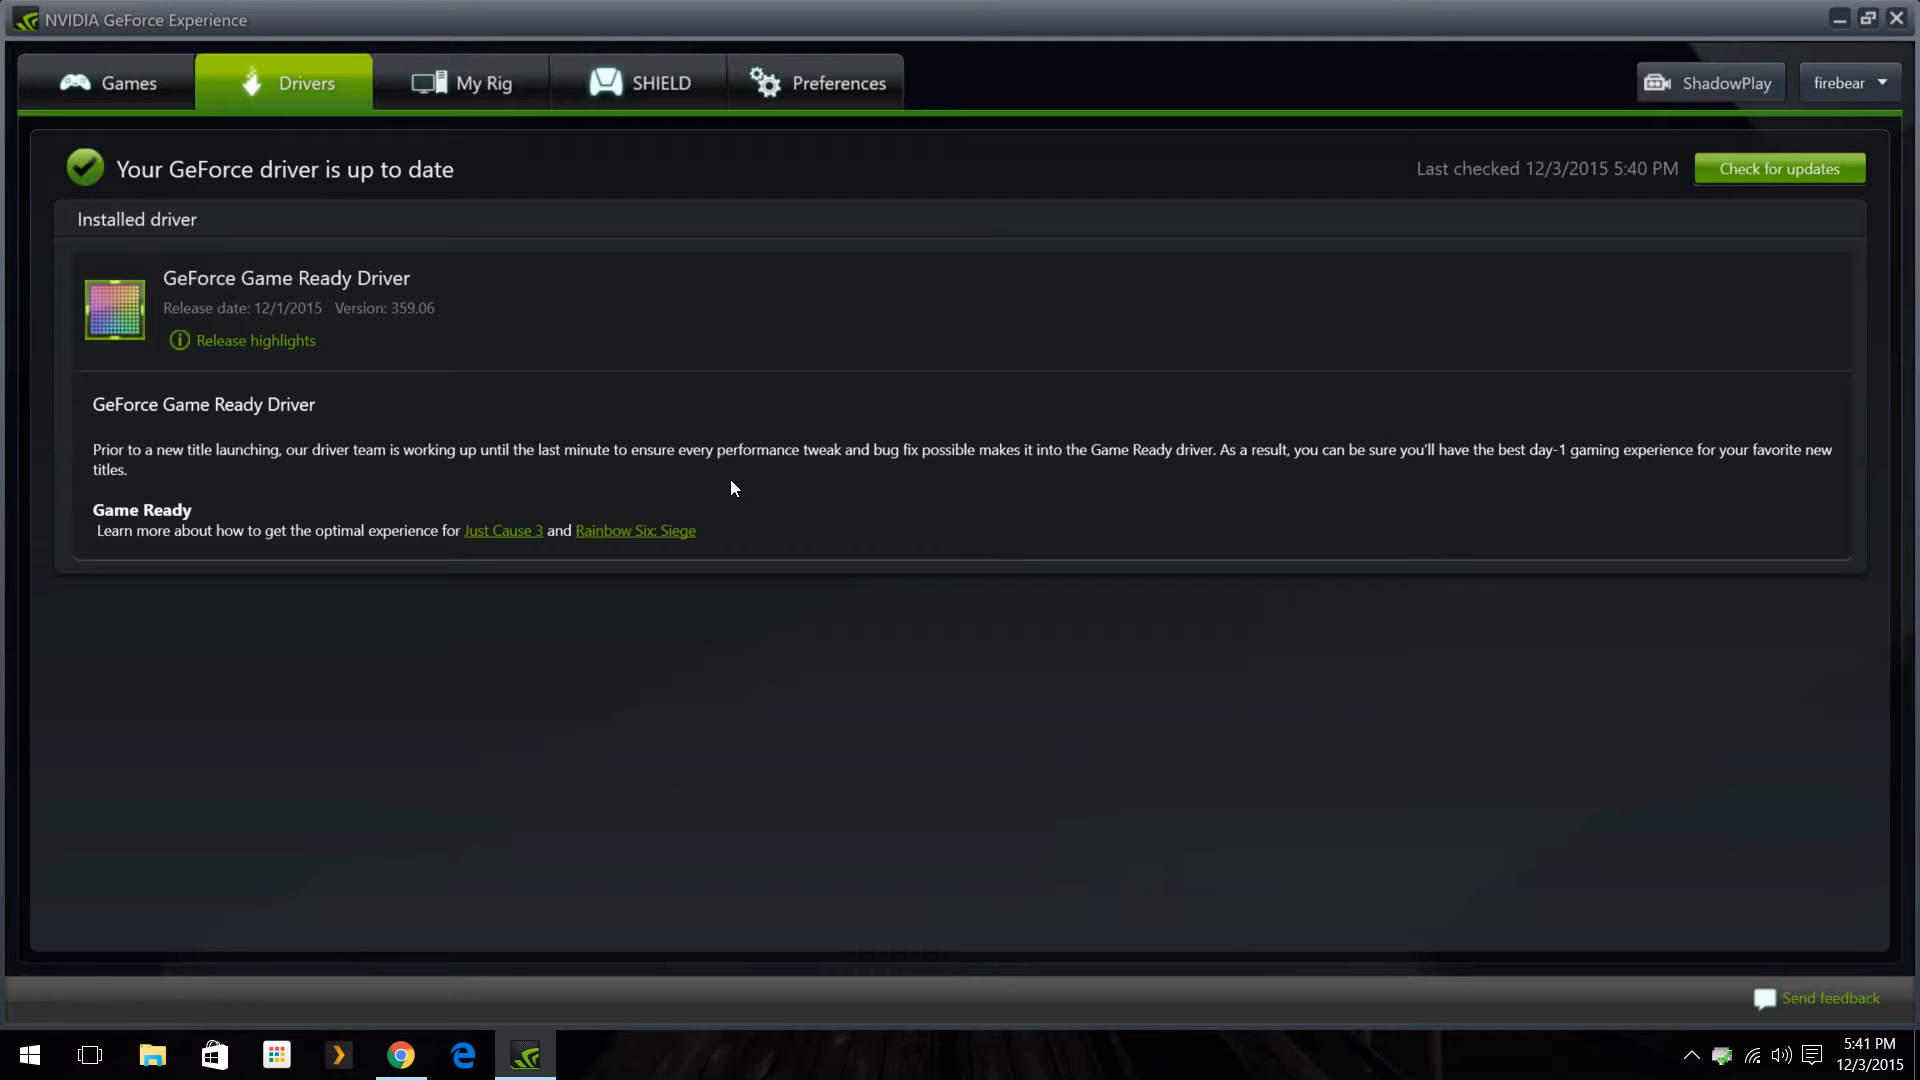 NVIDIA GeForce Experience
Games
Drivers
My Rig
SHIELD
Preferences
ShadowPlay
firebear
Your GeForce driver is up to date
Last checked 12/3/2015 5:40 PM
Check for updates
Installed driver
GeForce Game Ready Driver
Release date: 12/1/2015 Version: 359.06
Release highlights
GeForce Game Ready Driver
Prior to a new title launching, our driver team is working up until the last minute to ensure every performance tweak and bug fix possible makes it into the Game Ready driver. As a result, you can be sure you’ll have the best day-1 gaming experience for your favorite new
titles.
Game Ready
Learn more about how to get the optimal experience for Just Cause 3 and Rainbow Six: Siege
Send feedback
5:41 PM
12/3/2015